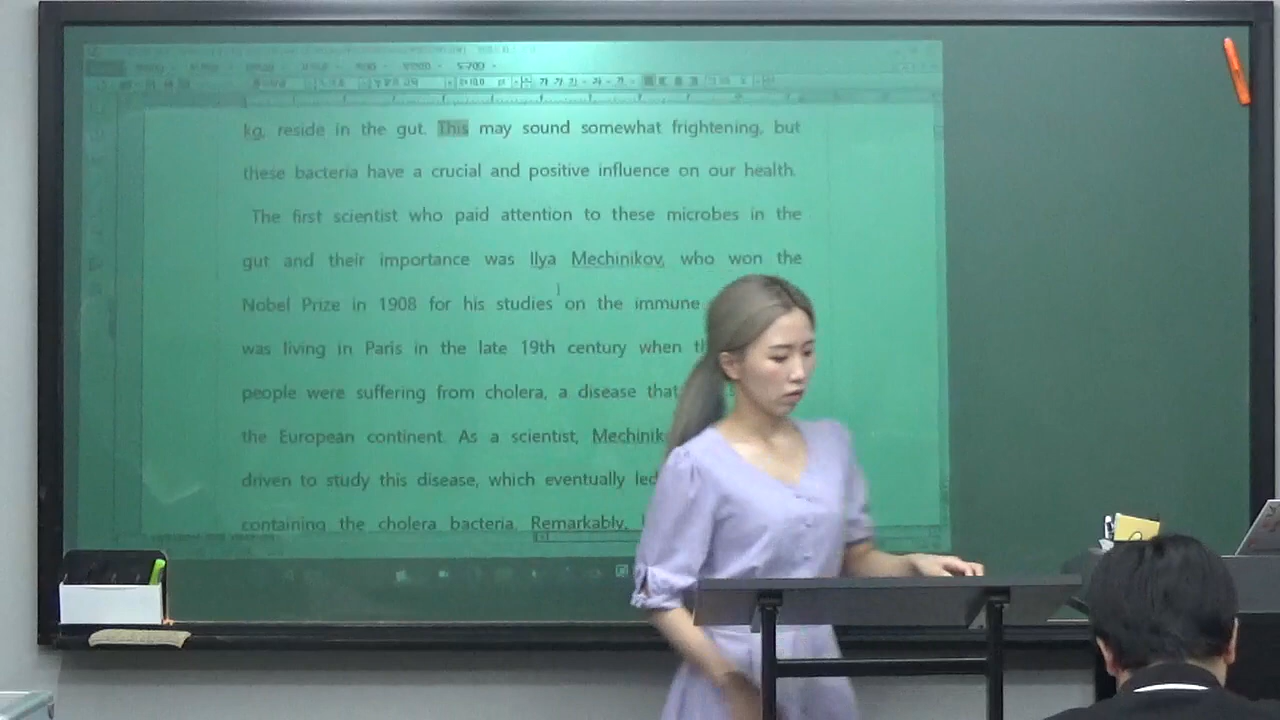 kg, reside in the gut. This may sound somewhat frightening, but
these bacteria have a crucial and positive influence on our health.
The first scientist who paid attention to these microbes in the
gut and their importance was Ilya Mechinikov, who won the
Nobel Prize in 1908 for his studies on the immune
was living in Paris in the late 19th century when
people were suffering from cholera, a disease that
the European continent. As a scientist, Mechinik
driven to study this disease, which eventually led
containing the cholera bacteria. Remarkably,